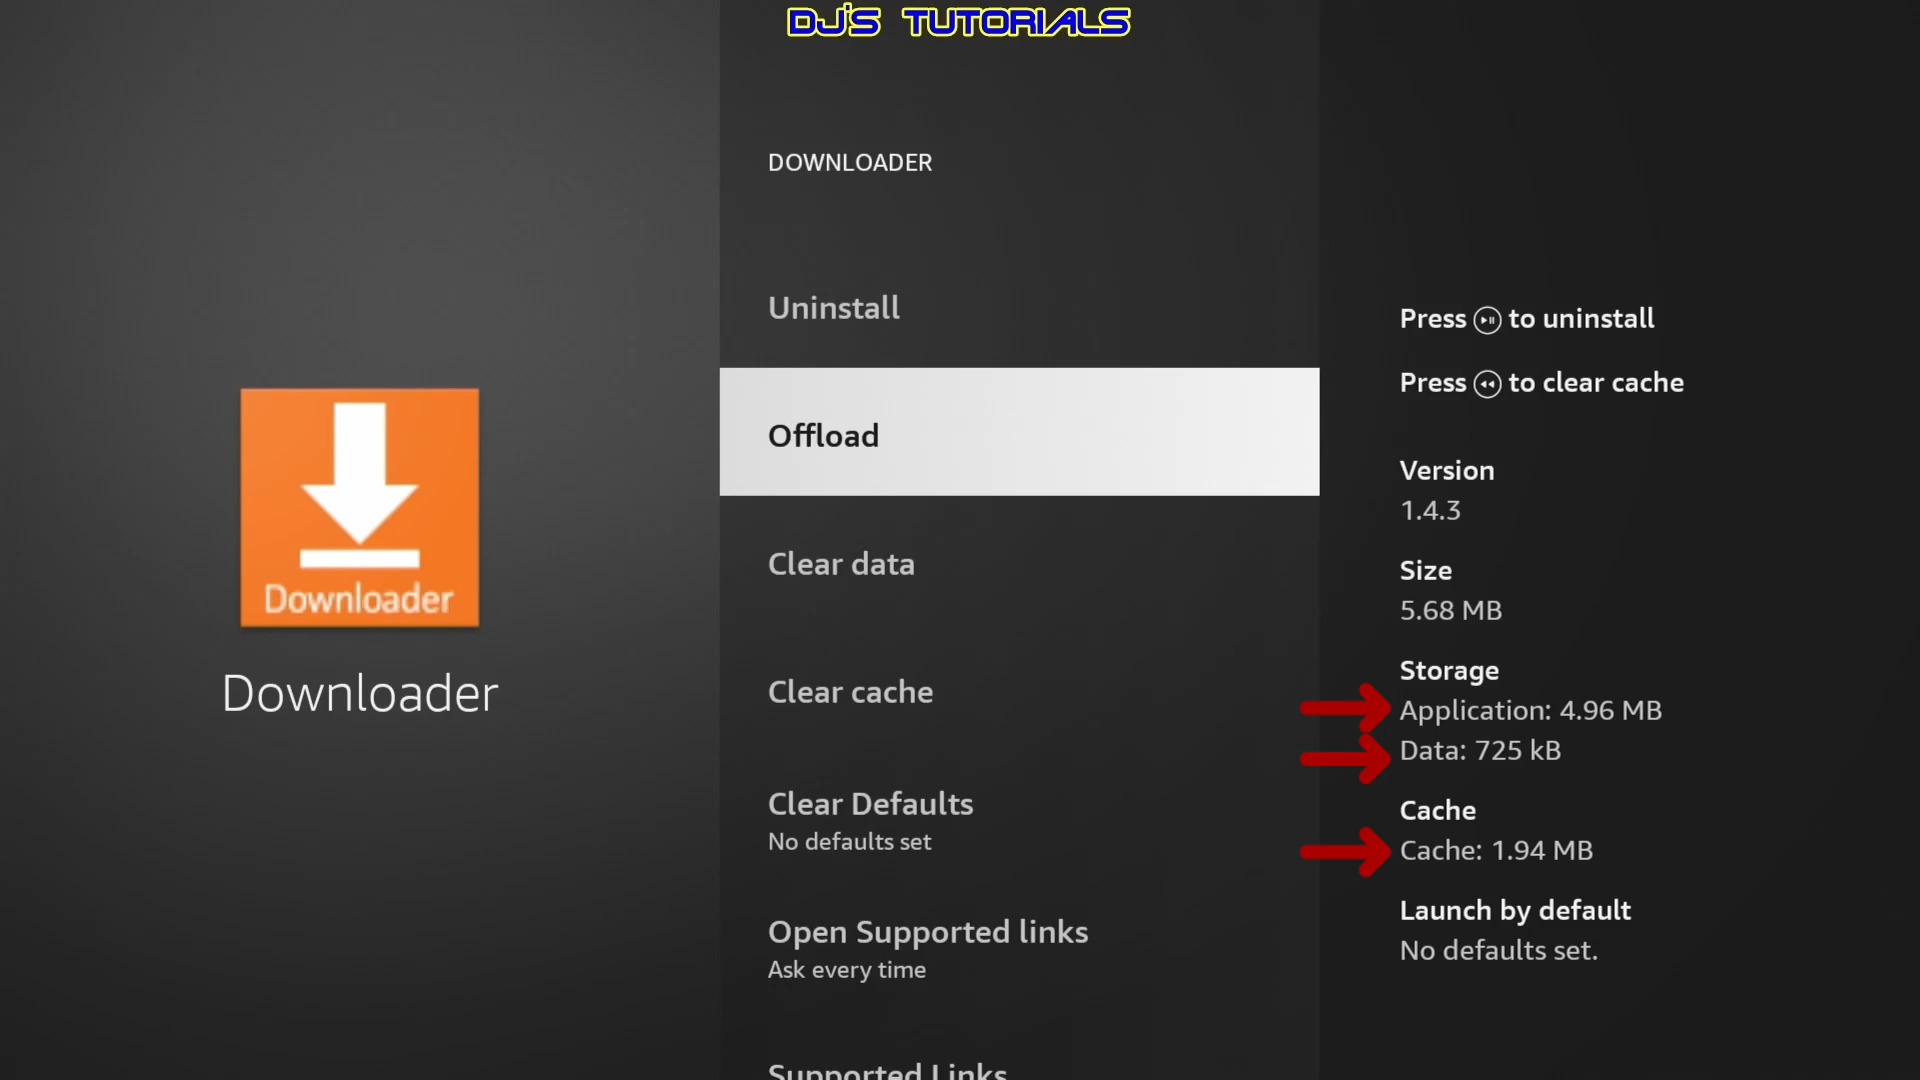 DJ'S TUTORIALS
DOWNLOADER
Uninstall
Offload
Clear data
Clear cache
Clear Defaults
No defaults set
Open Supported links
Ask every time
Supported Links
Downloader
Downloader
Press to uninstall
Press to clear cache
Version
1.4.3
Size
5.68 MB
Storage
Application: 4.96 MB
Data: 725 kB
Cache
Cache: 1.94 MB
Launch by default
No defaults set.